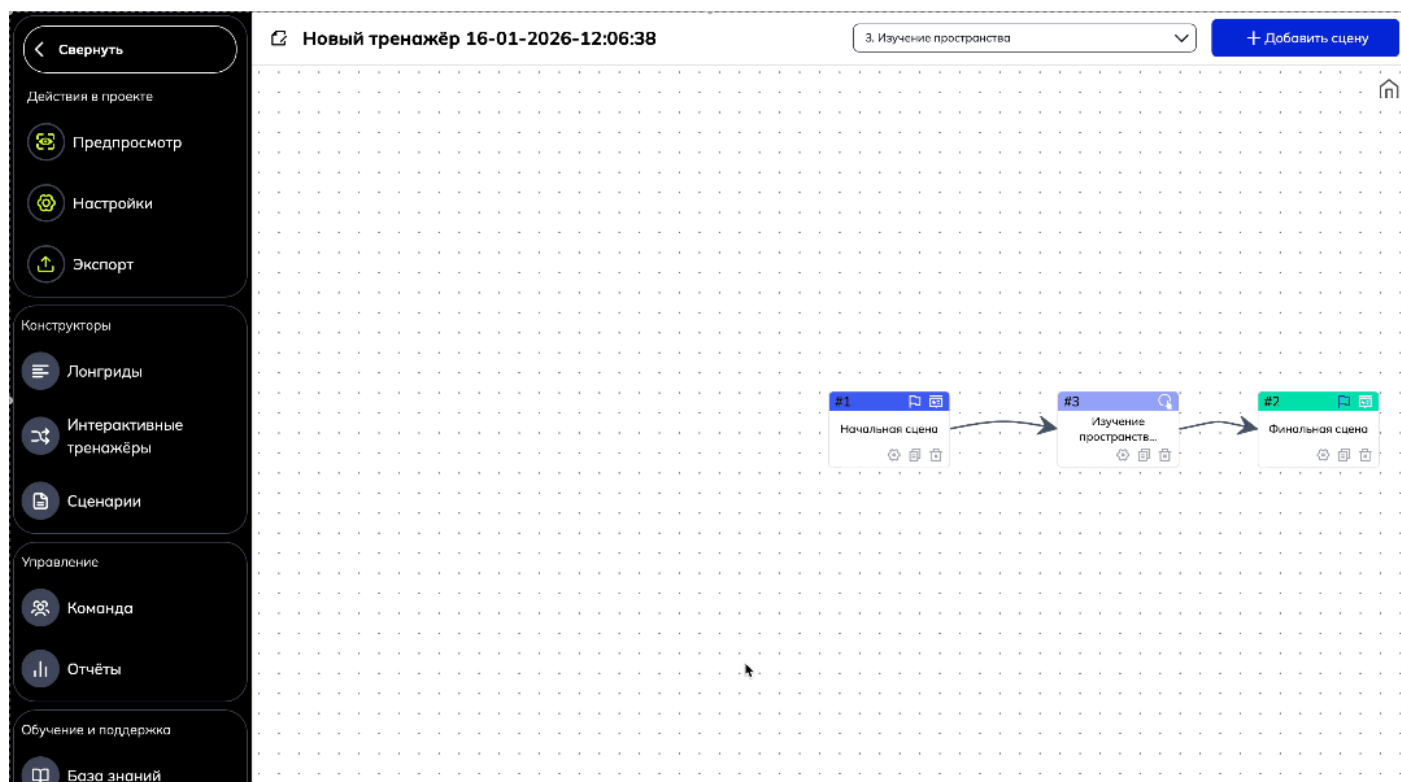 Свернуть
Действия в проекте
Предпросмотр
Настройки
Экспорт
Конструкторы
Лонгриды
Интерактивные
тренажёры
Сценарии
Управление
Команда
Отчёты
Обучение и поддержка
База знаний
Новый тренажёр 16-01-2026-12:06:38
3. Изучение пространства
+ Добавить сцену
#1
Начальная сцена
#3
Изучение
пространств...
#2
Финальная сцена